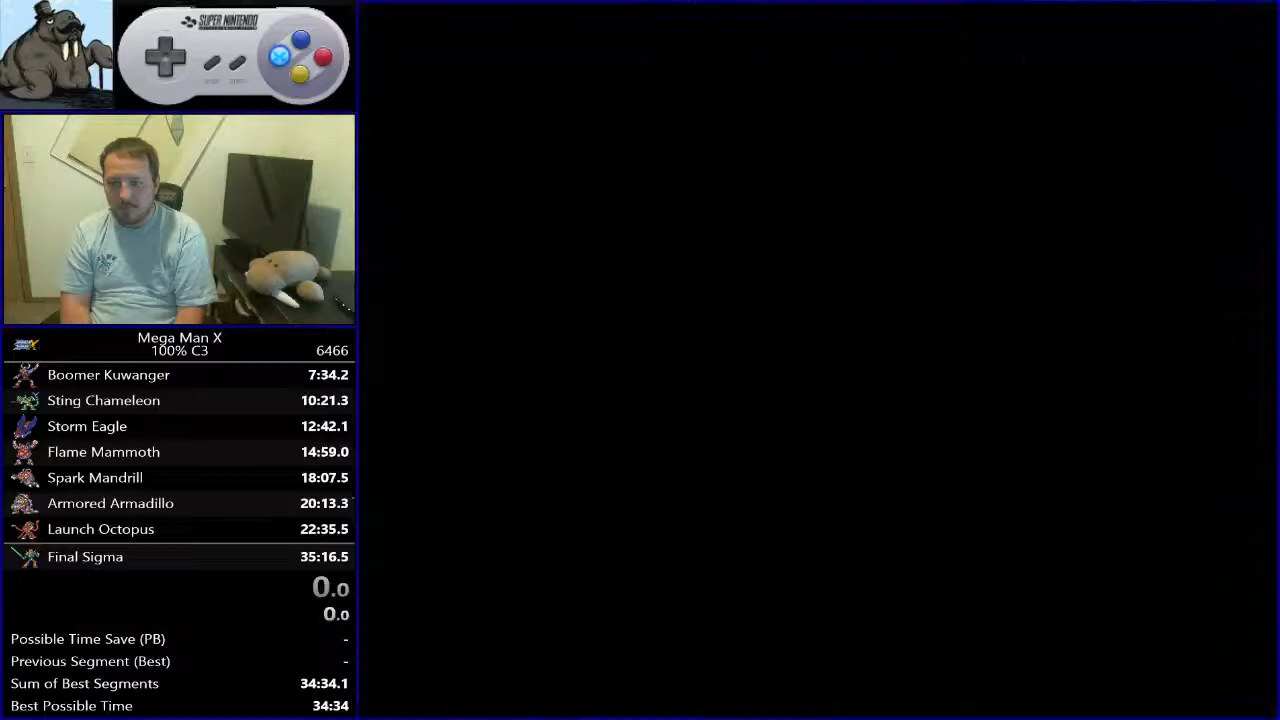 SUPER NINTENDO
Mega Man X
100% C3 6466
Boomer Kuwanger 7:34.2
Sting Chameleon 10:21.3
Storm Eagle 12:42.1
Flame Mammoth 14:59.0
Spark Mandrill 18:07.5
Armored Armadillo 20:13.3
Launch Octopus 22:35.5
Final Sigma 35:16.5
0.0
0.0
Possible Time Save (PB) -
Previous Segment (Best) -
Sum of Best Segments 34:34.1
Best Possible Time 34:34